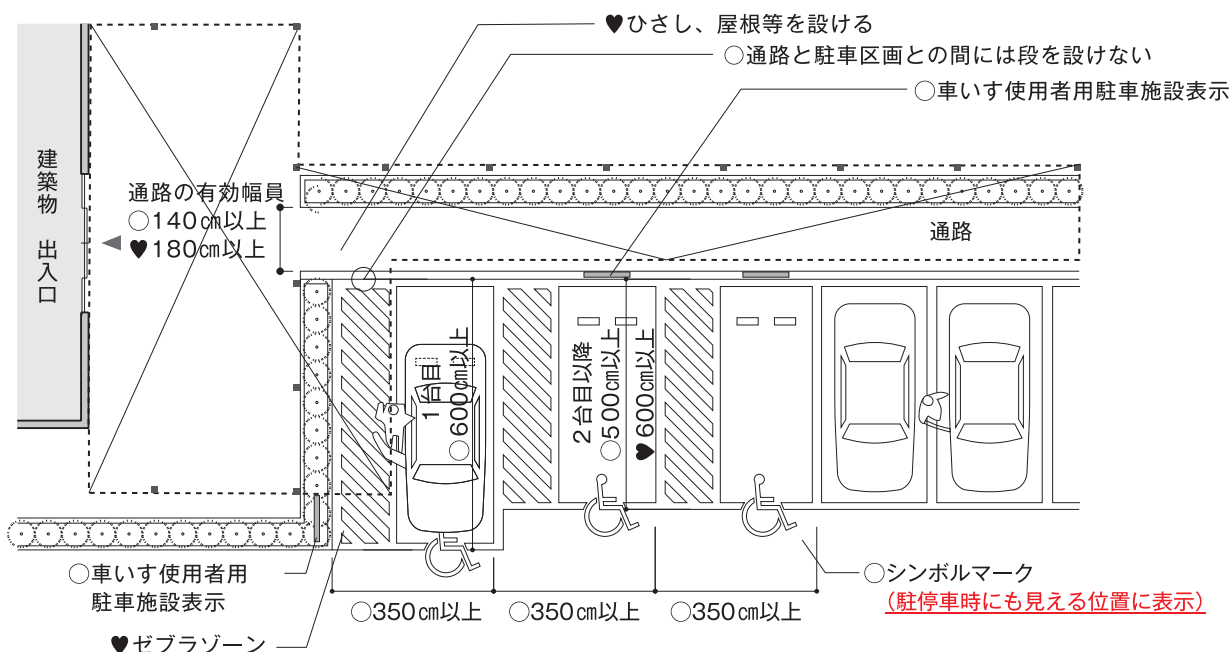 ♥ひさし、屋根等を設ける
○通路と駐車区画との間には段を設けない
○車いす使用者用駐車施設表示
建築物 出入口
通路の有効幅員
○140㎝以上
♥180㎝以上
通路
1台目
○600㎝以上
2台目以降
○500㎝以上
♥600㎝以上
○車いす使用者用
駐車施設表示
○シンボルマーク
(駐停車時にも見える位置に表示)
○350㎝以上
○350㎝以上
○350㎝以上
♥ゼブラゾーン